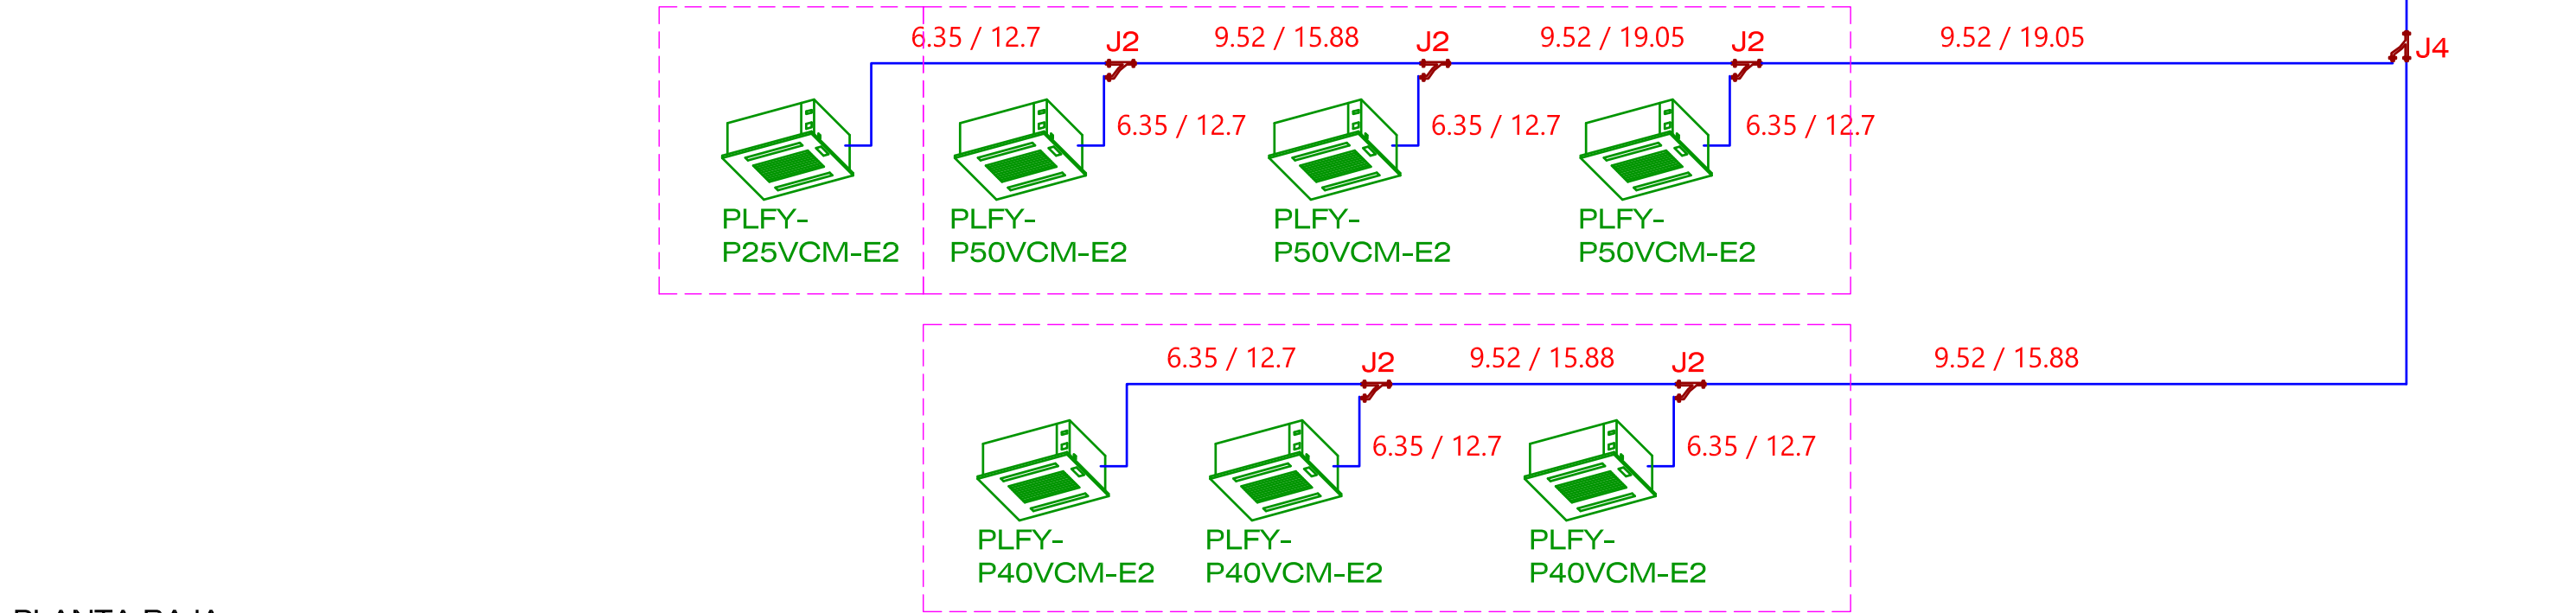 6.35 / 12.7
J2
9.52 / 15.88
J2
9.52 / 19.05
J2
9.52 / 19.05
J4
6.35 / 12.7
6.35 / 12.7
6.35 / 12.7
PLFY-
P25VCM-E2
PLFY-
P50VCM-E2
PLFY-
P50VCM-E2
PLFY-
P50VCM-E2
6.35 / 12.7
J2
9.52 / 15.88
J2
9.52 / 15.88
6.35 / 12.7
6.35 / 12.7
PLFY-
P40VCM-E2
PLFY-
P40VCM-E2
PLFY-
P40VCM-E2
PLANTA BAJA